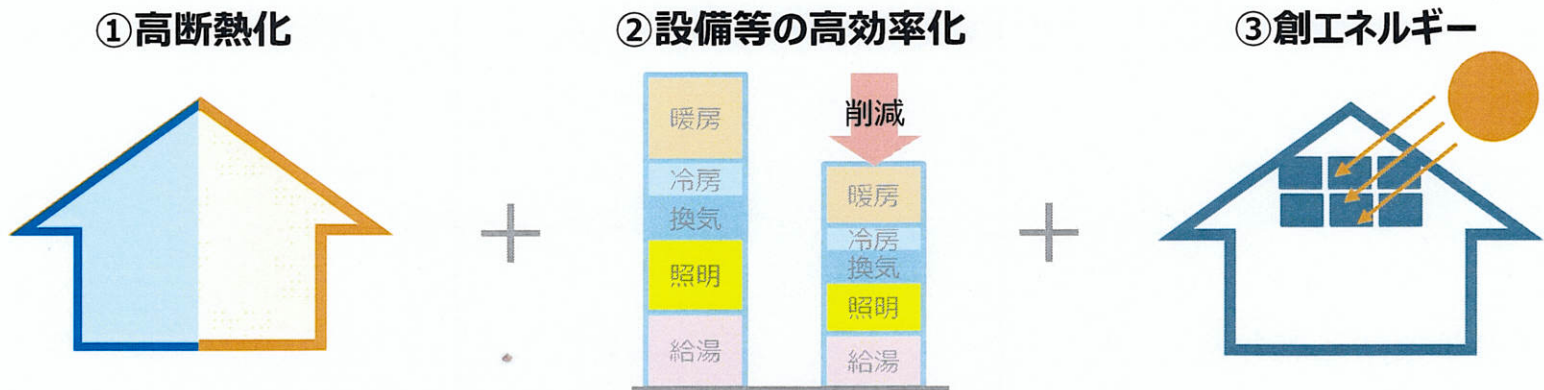 ①高断熱化
②設備等の高効率化
③創エネルギー
暖房
冷房
換気
照明
給湯
削減
暖房
冷房
換気
照明
給湯